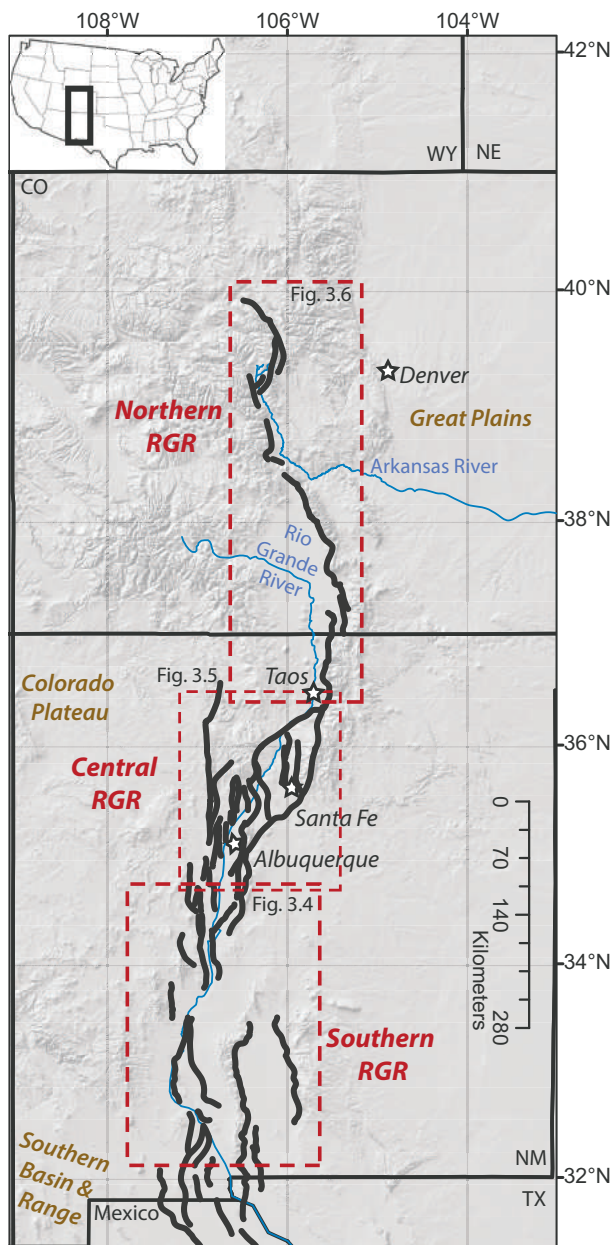 108°W
106°W
104°W
42°N
WY
NE
CO
40°N
Fig. 3.6
Denver
Northern
RGR
Great Plains
Arkansas River
38°N
Rio
Grande
River
Fig. 3.5
Taos
Colorado
Plateau
36°N
Central
RGR
0
Santa Fe
70
Albuquerque
Fig. 3.4
140
Kilometers
34°N
280
Southern
RGR
Southern
Basin &
Range
NM
32°N
TX
Mexico